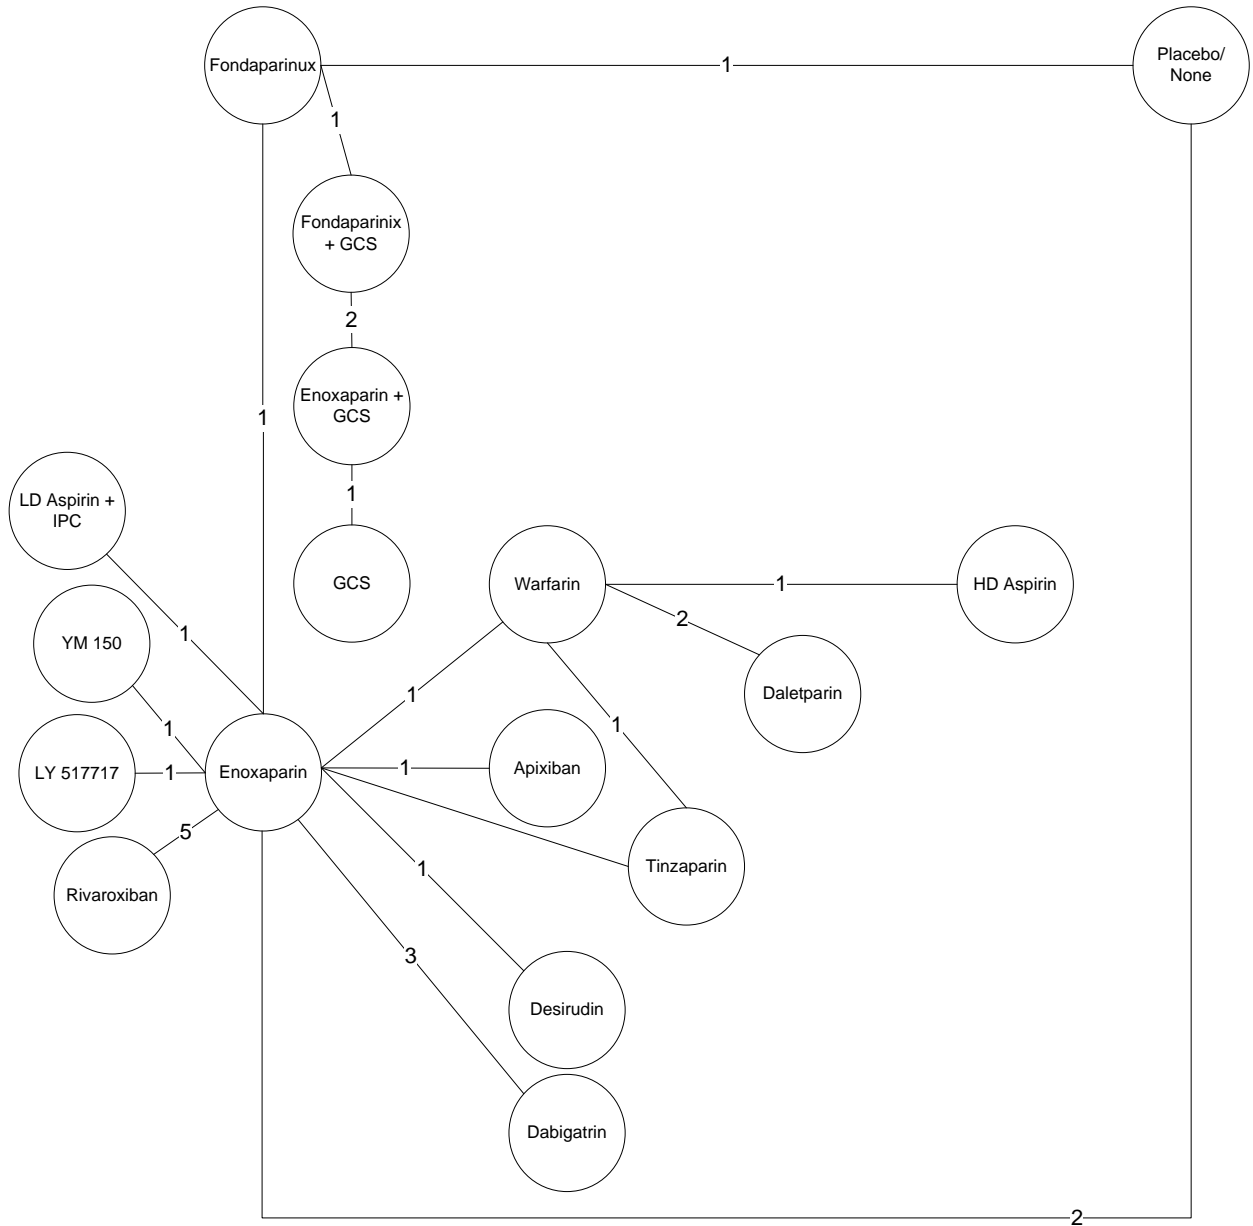 Fondaparinux
1
Placebo/
None
1
Fondaparinix
+ GCS
2
Enoxaparin +
GCS
1
1
LD Aspirin +
IPC
GCS
Warfarin
1
HD Aspirin
2
YM 150
1
Daletparin
1
1
1
LY 517717
1
Enoxaparin
1
Apixiban
5
1
Tinzaparin
Rivaroxiban
3
Desirudin
Dabigatrin
2